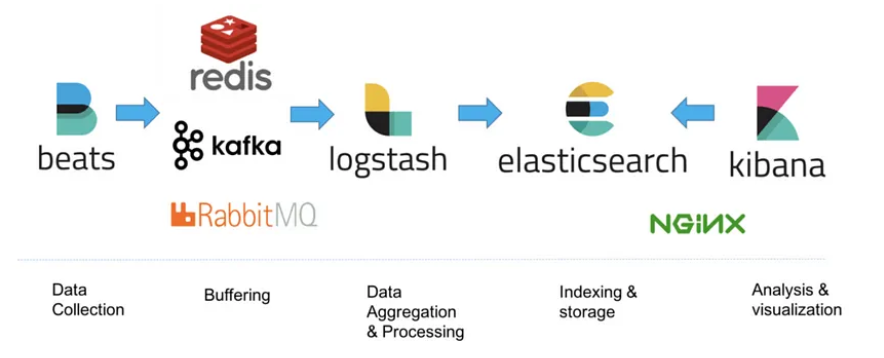 redis
beats
kafka
logstash
elasticsearch
kibana
RabbitMQ
NGINX
Data
Collection
Buffering
Data
Aggregation
& Processing
Indexing &
storage
Analysis &
visualization